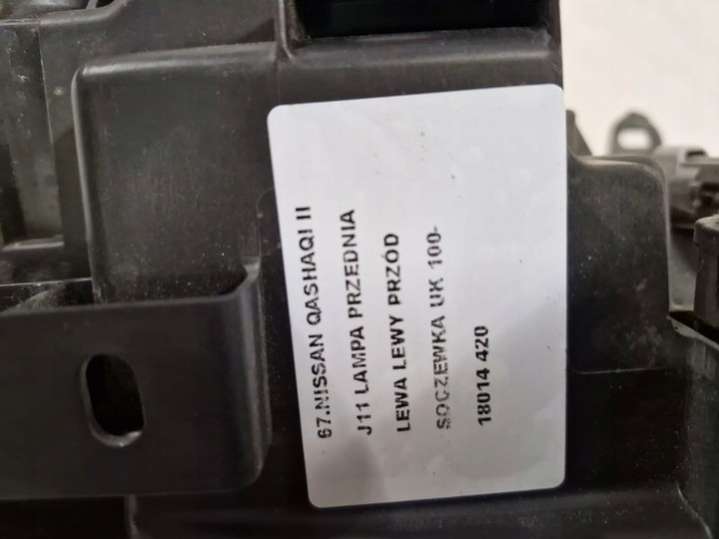 67.NISSAN QASHAQI II
J11 LAMPA PRZEDNIA
LEWA LEWY PRZÓD
SOCZEWKA UK 100-
18014 420